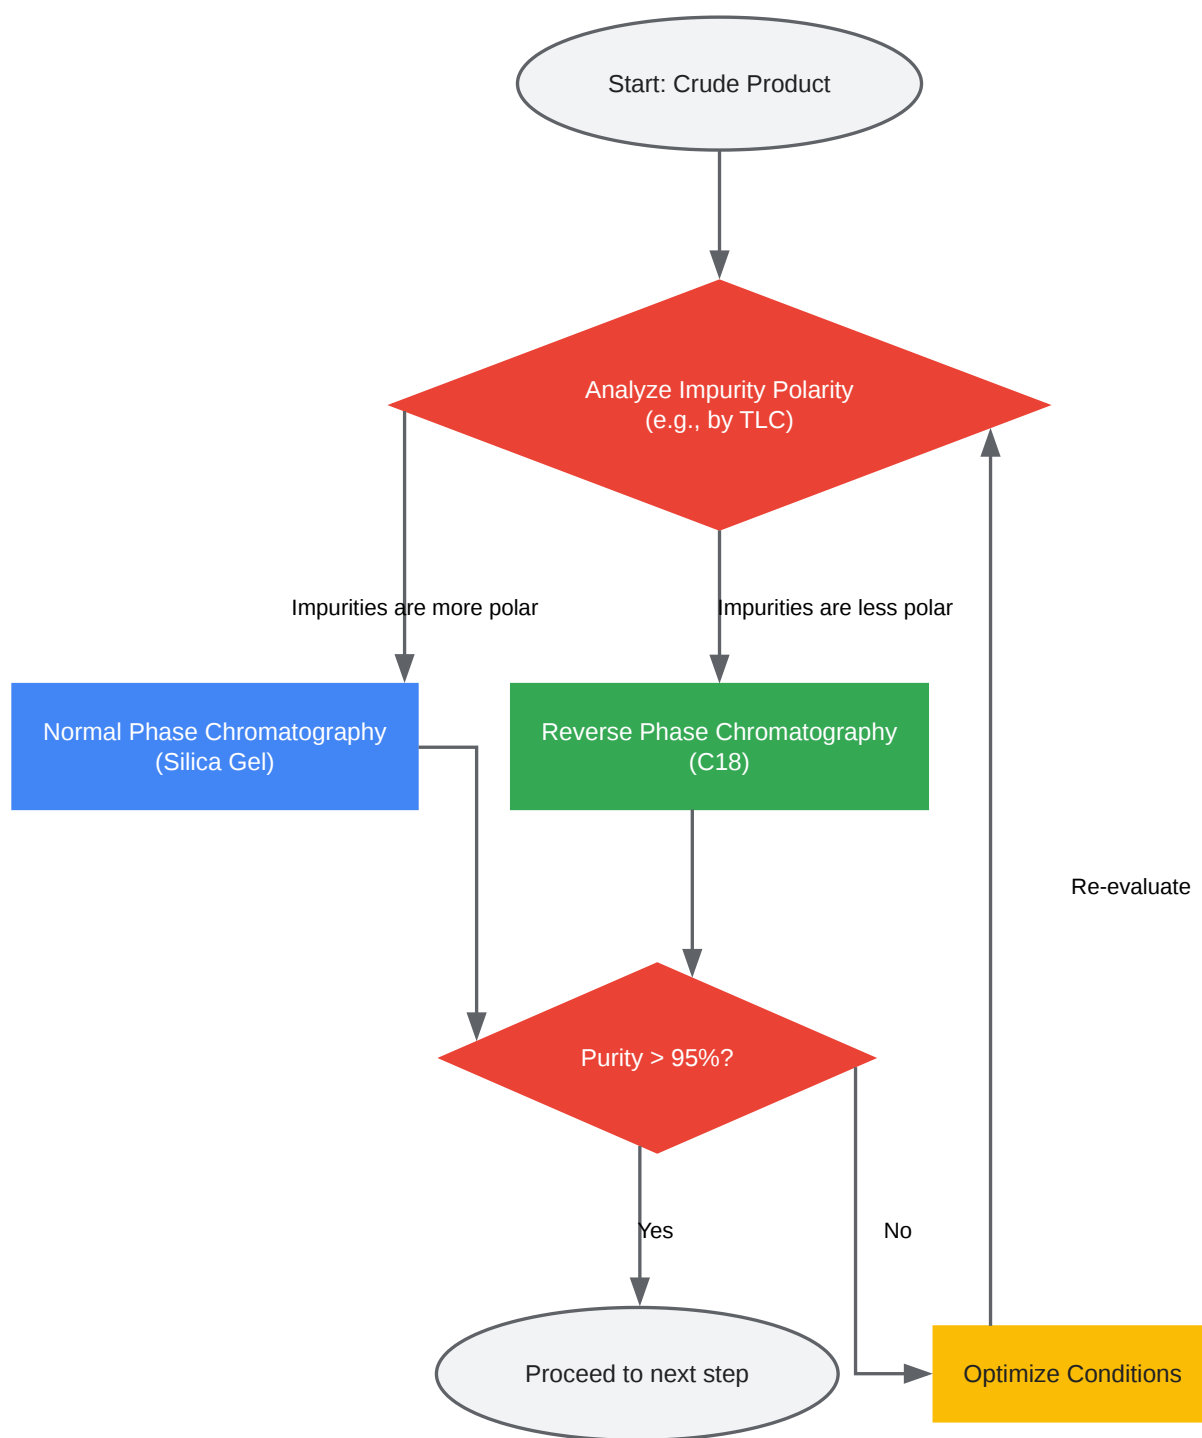 Start: Crude Product
Analyze Impurity Polarity
(e.g., by TLC)
Impurities are more polar
Impurities are less polar
Normal Phase Chromatography
(Silica Gel)
Reverse Phase Chromatography
(C18)
Re-evaluate
Purity > 95%?
Yes
No
Proceed to next step
Optimize Conditions